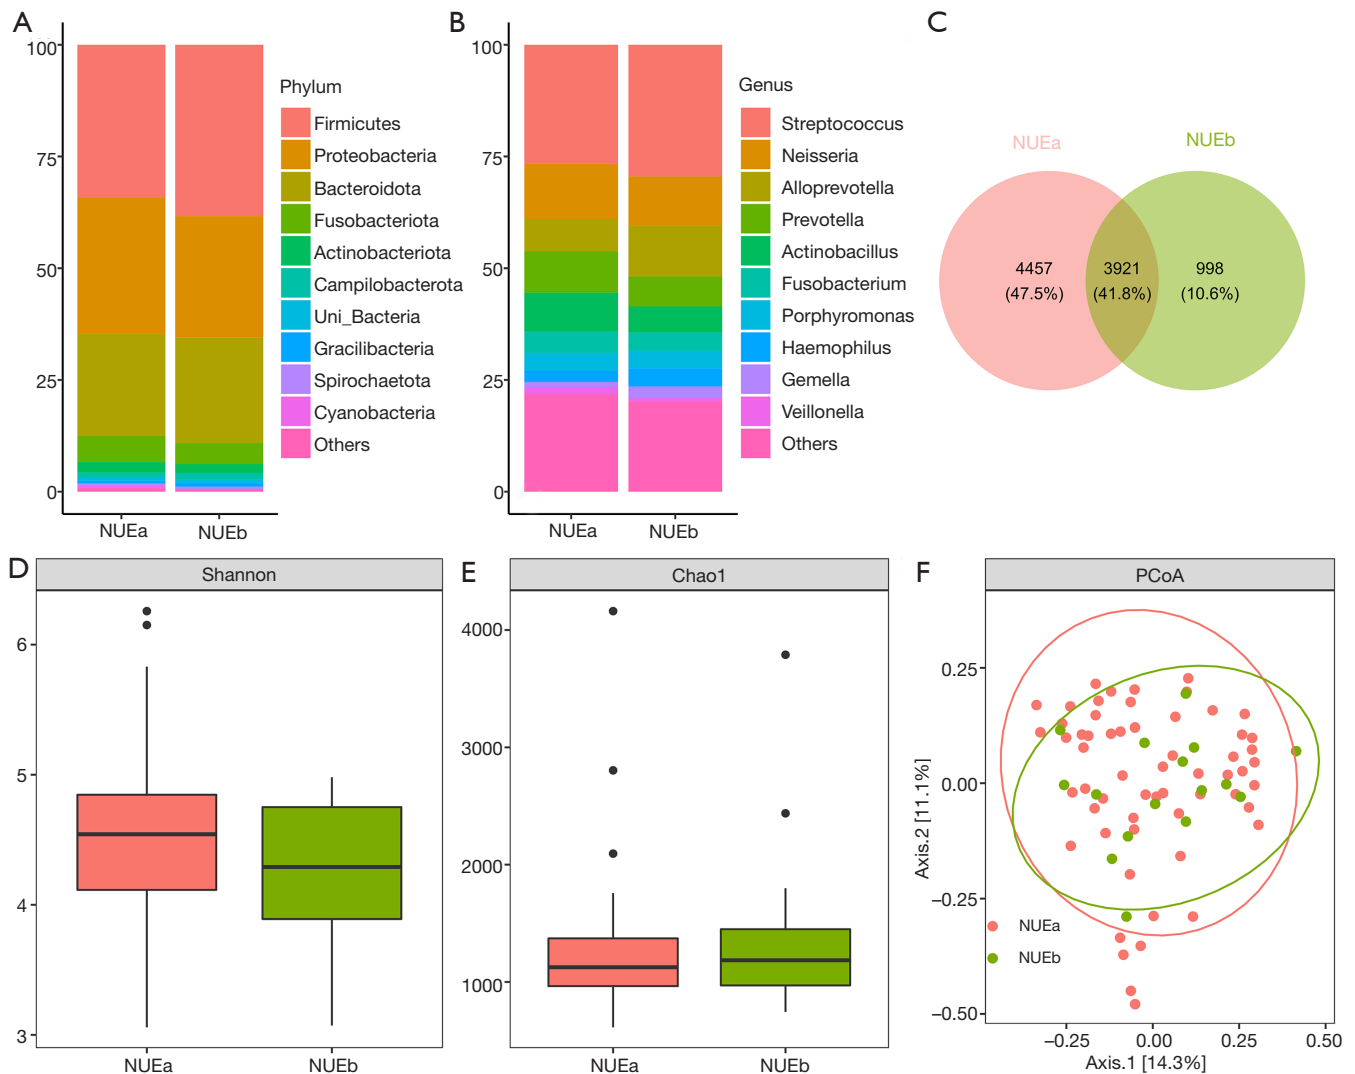 A
100
75
50
25
0
NUEa
NUEb
Phylum
Firmicutes
Proteobacteria
Bacteroidota
Fusobacteriota
Actinobacteriota
Campilobacterota
Uni_Bacteria
Gracilibacteria
Spirochaetota
Cyanobacteria
Others
B
100
75
50
25
0
NUEa
NUEb
Genus
Streptococcus
Neisseria
Alloprevotella
Prevotella
Actinobacillus
Fusobacterium
Porphyromonas
Haemophilus
Gemella
Veillonella
Others
C
NUEa
NUEb
4457
(47.5%)
3921
(41.8%)
998
(10.6%)
D
Shannon
6
5
4
3
NUEa
NUEb
E
Chao1
4000
3000
2000
1000
NUEa
NUEb
F
PCoA
Axis.2 [11.1%]
0.25
0.00
−0.25
−0.50
NUEa
NUEb
−0.25
0.00
0.25
0.50
Axis.1 [14.3%]